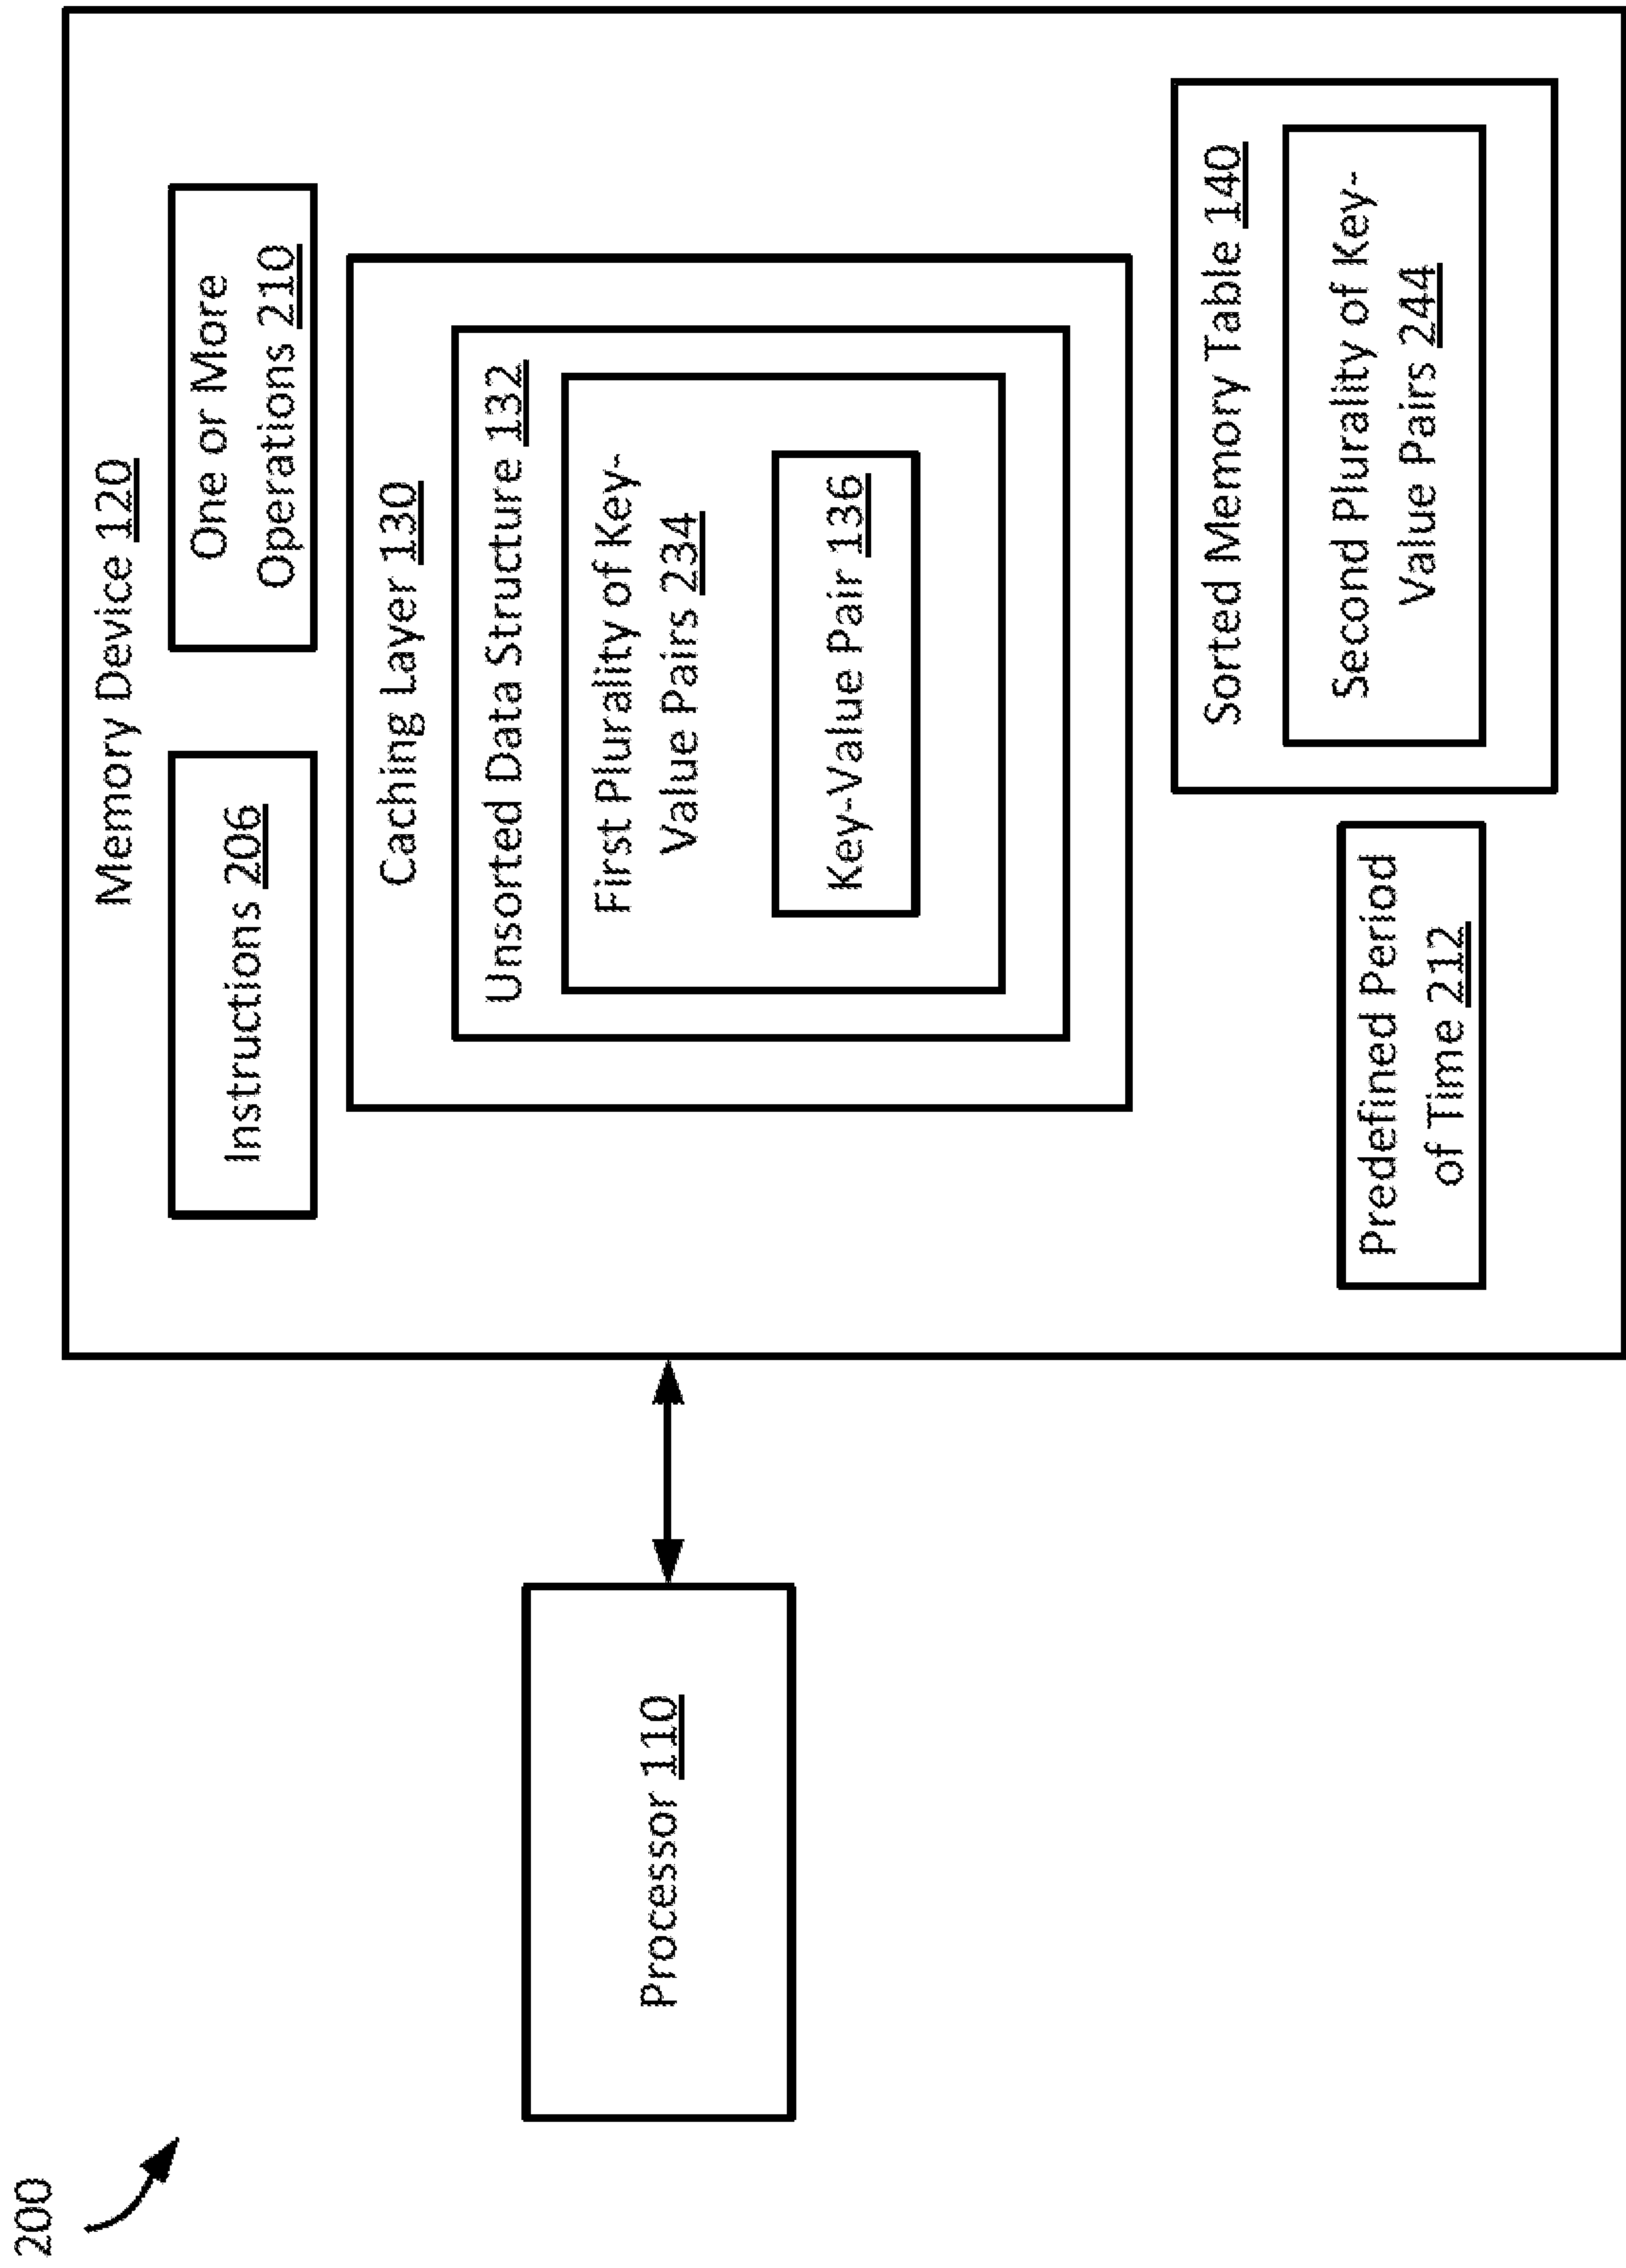 200
Processor 110
Memory Device 120
Instructions 206
One or More
Operations 210
Caching Layer 130
Unsorted Data Structure 132
First Plurality of Key-
Value Pairs 234
Key-Value Pair 136
Predefined Period
of Time 212
Sorted Memory Table 140
Second Plurality of Key-
Value Pairs 244